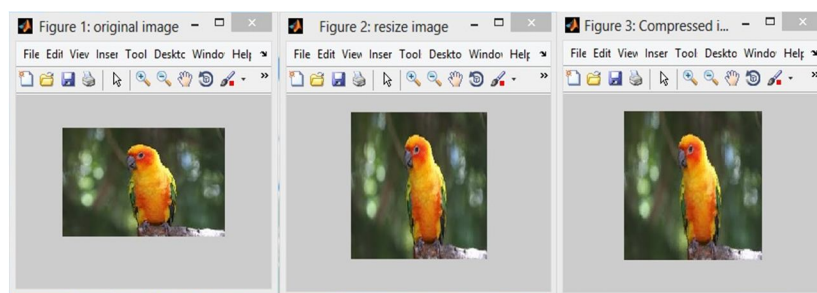 Figure 1: original image
File Edit Viev Inser Tool Desktc Windo Help
Figure 2: resize image
File Edit View Inser Tool Deskto Windo Help
Figure 3: Compressed i...
File Edit View Inser Tool Deskto Windo Help